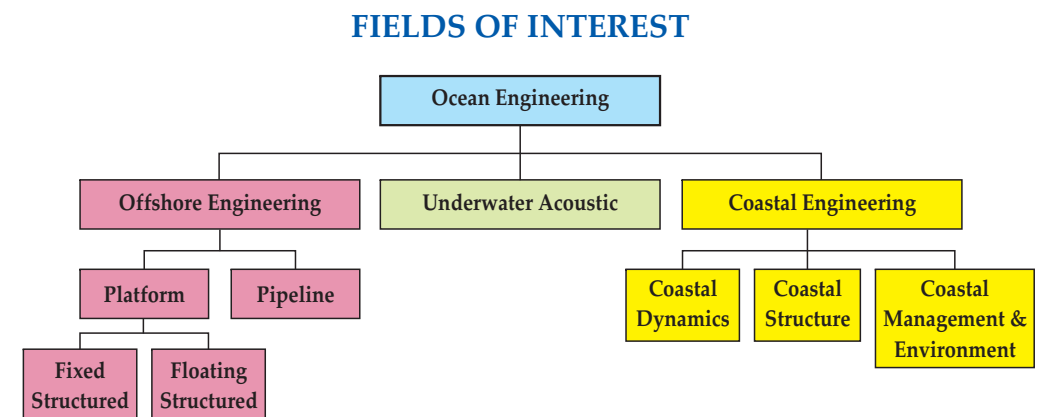 FIELDS OF INTEREST
Ocean Engineering
Offshore Engineering
Underwater Acoustic
Coastal Engineering
Platform
Pipeline
Coastal
Dynamics
Coastal
Structure
Coastal
Management &
Environment
Fixed
Structured
Floating
Structured